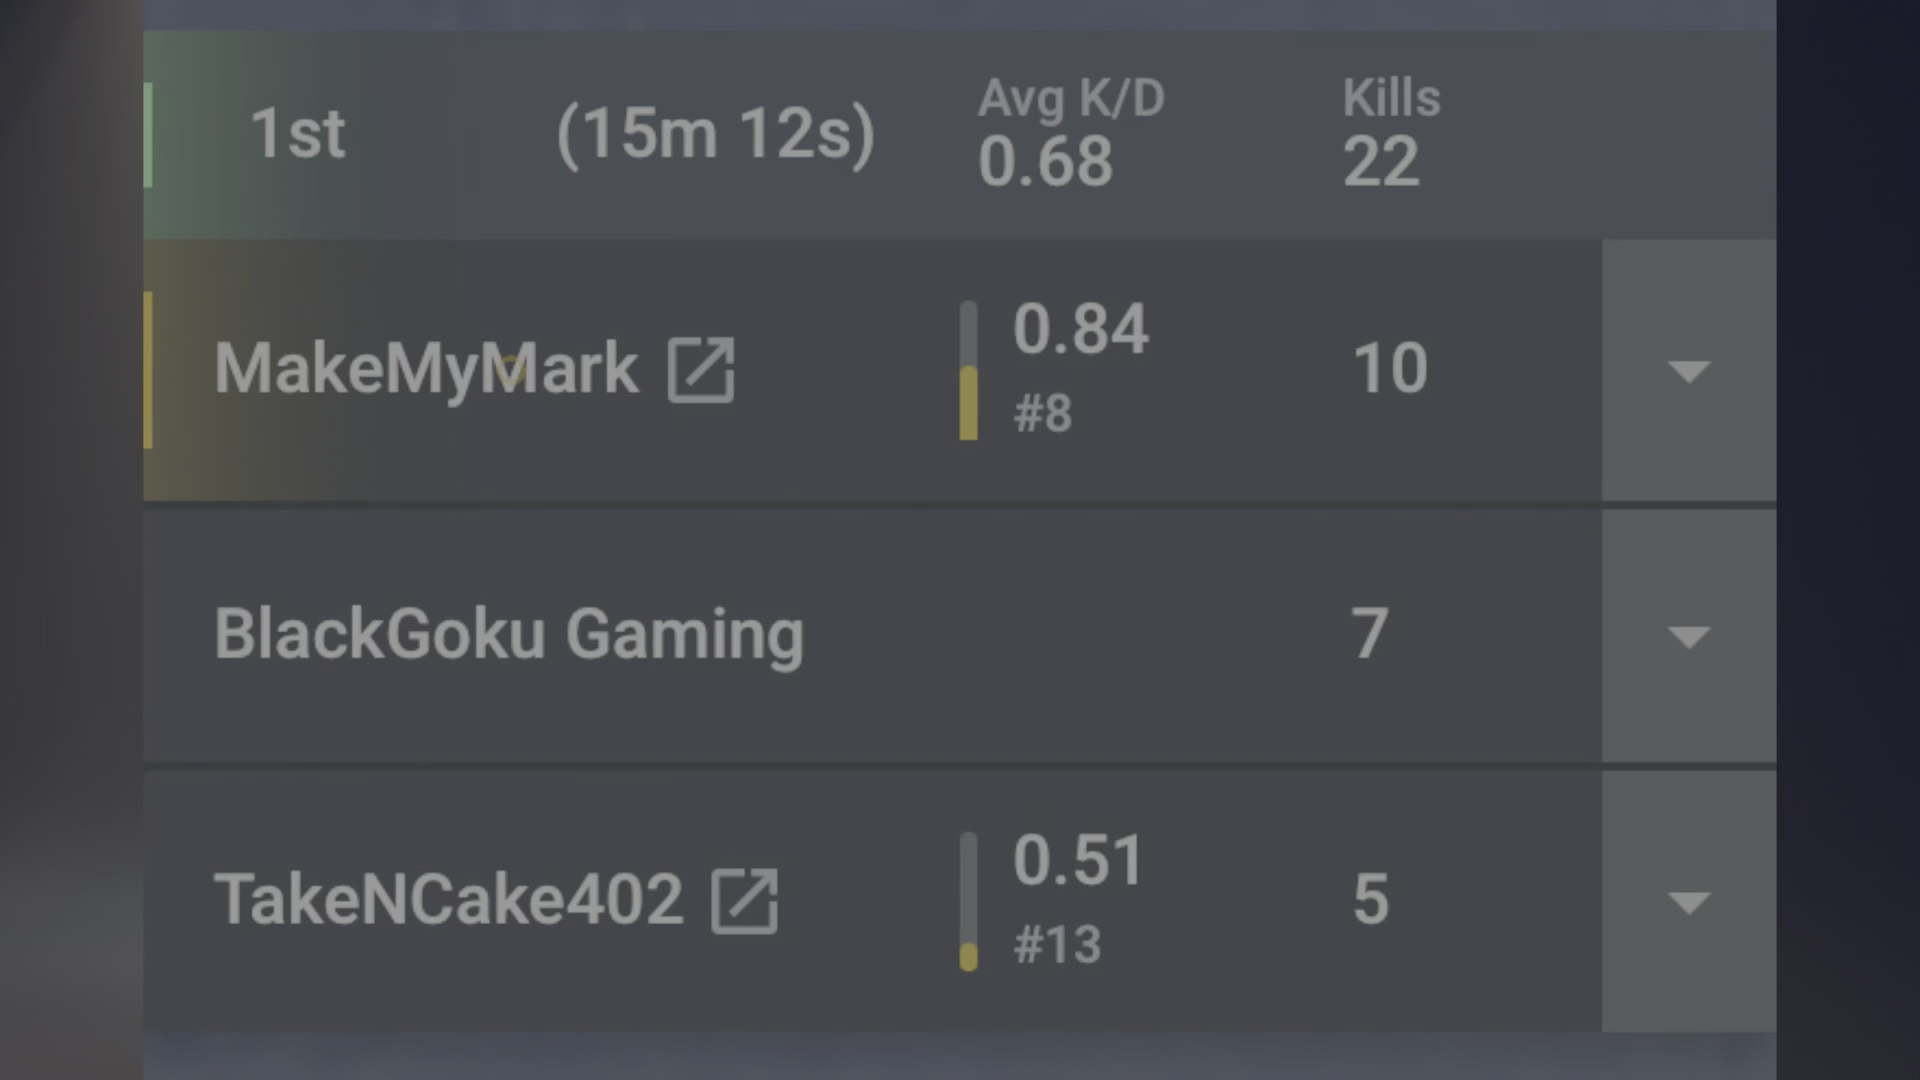 1st (15m 12s) Avg K/D 0.68 Kills 22
MakeMyMark 0.84 #8 10
BlackGoku Gaming 7
TakeNCake402 0.51 #13 5